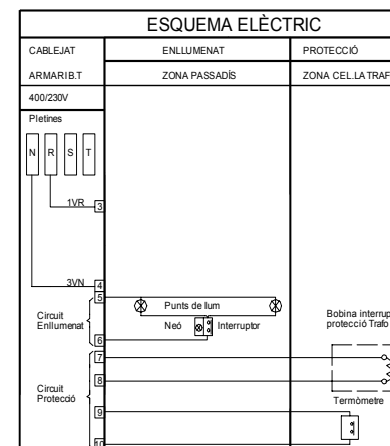 ESQUEMA ELÈCTRIC
CABLEJAT ENLLUMENAT PROTECCIÓ
ARMARI B.T ZONA PASSADÍS ZONA CEL.LA TRAF
400/230V
Pletines
N R S T
1VR 3
3VN 4
5
Punts de llum
Circuit
Enllumenat
Neó Interruptor
Bobina interrup
protecció Trafo
6
7
8
Circuit
Protecció
Termòmetre
9
10